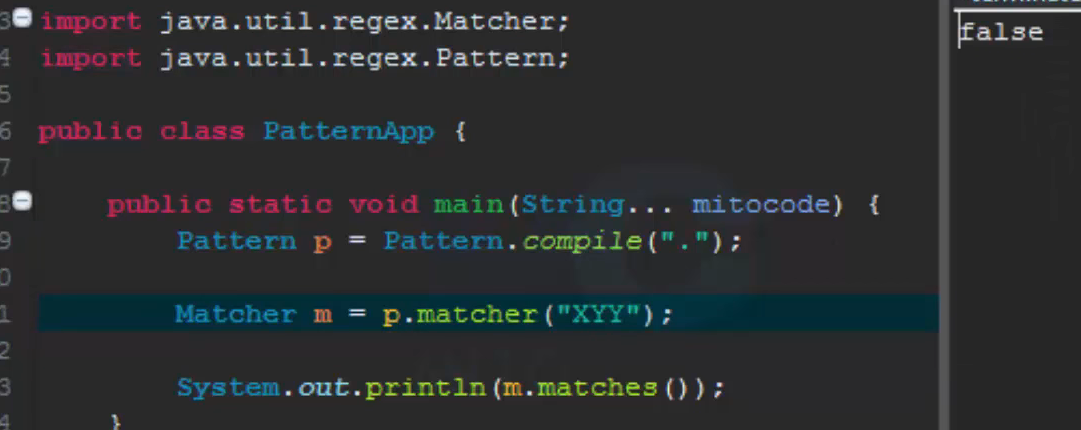 3 import java.util.regex.Matcher;
4 import java.util.regex.Pattern;
5
6 public class PatternApp {
7
8 public static void main(String... mitocode) {
9 Pattern p = Pattern.compile(".");
0
1 Matcher m = p.matcher("XYY");
2
3 System.out.println(m.matches());
4 }
false